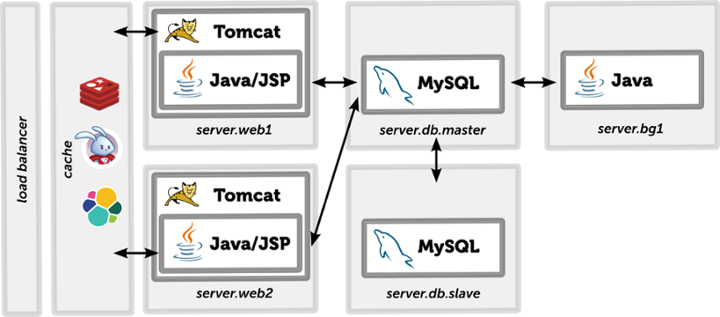 load balancer
cache
Tomcat
Java/JSP
server.web1
Tomcat
Java/JSP
server.web2
MySQL
server.db.master
MySQL
server.db.slave
Java
server.bg1